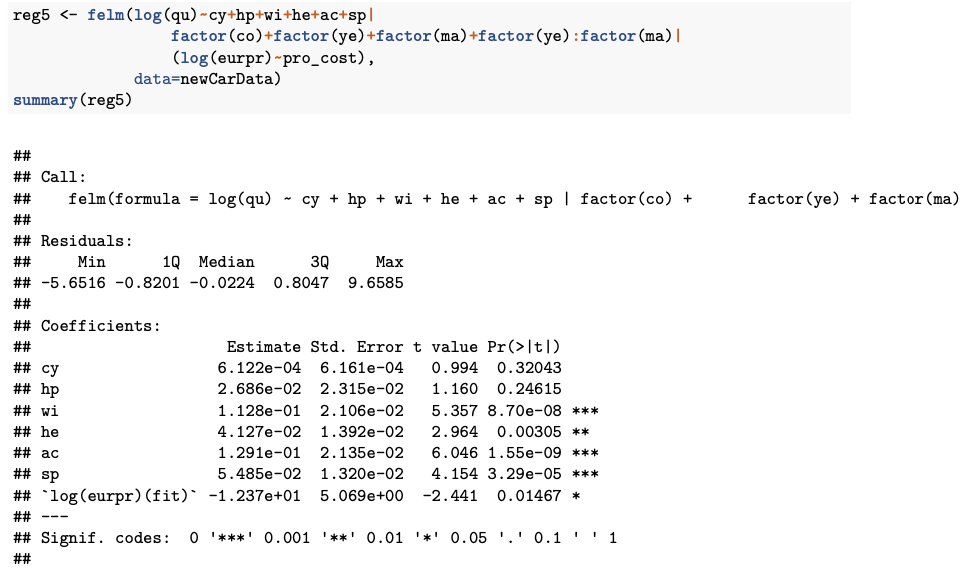 reg5 <- felm(log(qu)~cy+hp+wi+he+ac+sp|
                 factor(co)+factor(ye)+factor(ma)+factor(ye):factor(ma)|
                 (log(eurpr)~pro_cost),
             data=newCarData)
summary(reg5)
##
## Call:
##    felm(formula = log(qu) ~ cy + hp + wi + he + ac + sp | factor(co) +      factor(ye) + factor(ma)
##
## Residuals:
##     Min      1Q  Median      3Q     Max
## -5.6516 -0.8201 -0.0224  0.8047  9.6585
##
## Coefficients:
##                     Estimate Std. Error t value Pr(>|t|)
## cy                 6.122e-04  6.161e-04   0.994  0.32043
## hp                 2.686e-02  2.315e-02   1.160  0.24615
## wi                 1.128e-01  2.106e-02   5.357 8.70e-08 ***
## he                 4.127e-02  1.392e-02   2.964  0.00305 **
## ac                 1.291e-01  2.135e-02   6.046 1.55e-09 ***
## sp                 5.485e-02  1.320e-02   4.154 3.29e-05 ***
## `log(eurpr)(fit)` -1.237e+01  5.069e+00  -2.441  0.01467 *
## ---
## Signif. codes:  0 '***' 0.001 '**' 0.01 '*' 0.05 '.' 0.1 ' ' 1
##